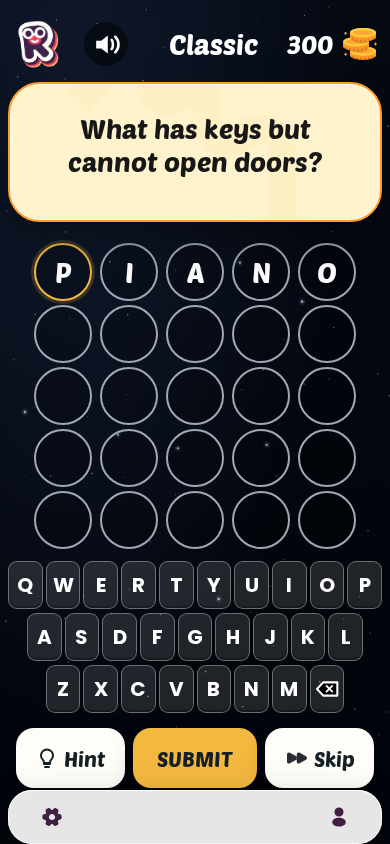 R
Classic
300
What has keys but
cannot open doors?
P I A N O
Q W E R T Y U I O P
A S D F G H J K L
Z X C V B N M
Hint
SUBMIT
Skip